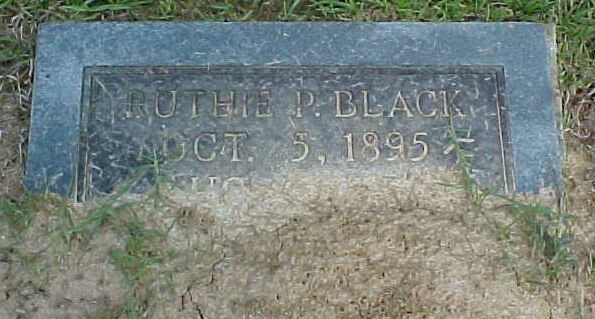 RUTHIE P. BLACK
OCT. 5, 1895